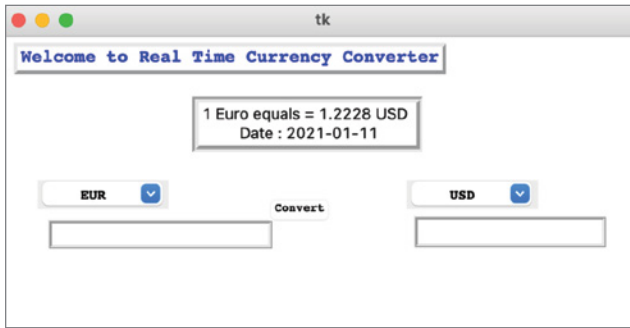 tk
Welcome to Real Time Currency Converter
1 Euro equals = 1.2228 USD
Date : 2021-01-11
EUR
Convert
USD